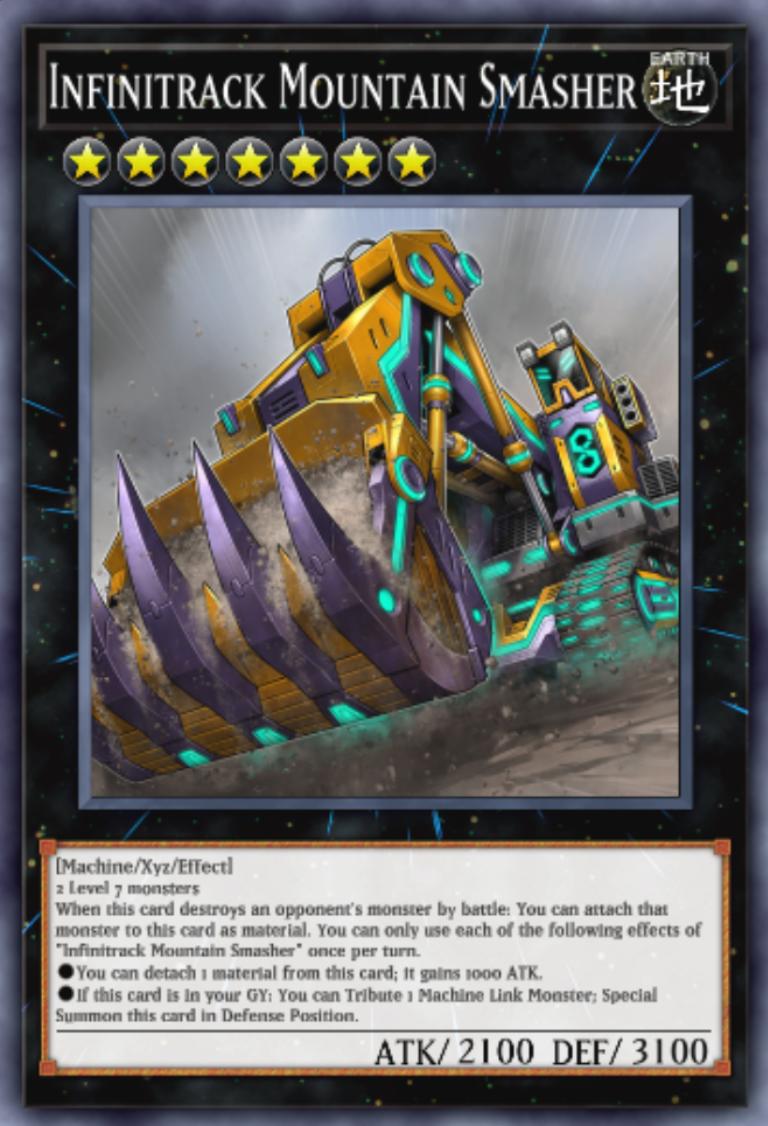 INFINITRACK MOUNTAIN SMASHER
EARTH
地
[Machine/Xyz/Effect]
2 Level 7 monsters
When this card destroys an opponent's monster by battle: You can attach that
monster to this card as material. You can only use each of the following effects of
"Infinitrack Mountain Smasher" once per turn.
●You can detach 1 material from this card; it gains 1000 ATK.
●If this card is in your GY: You can Tribute 1 Machine Link Monster; Special
Summon this card in Defense Position.
ATK/ 2100 DEF/ 3100